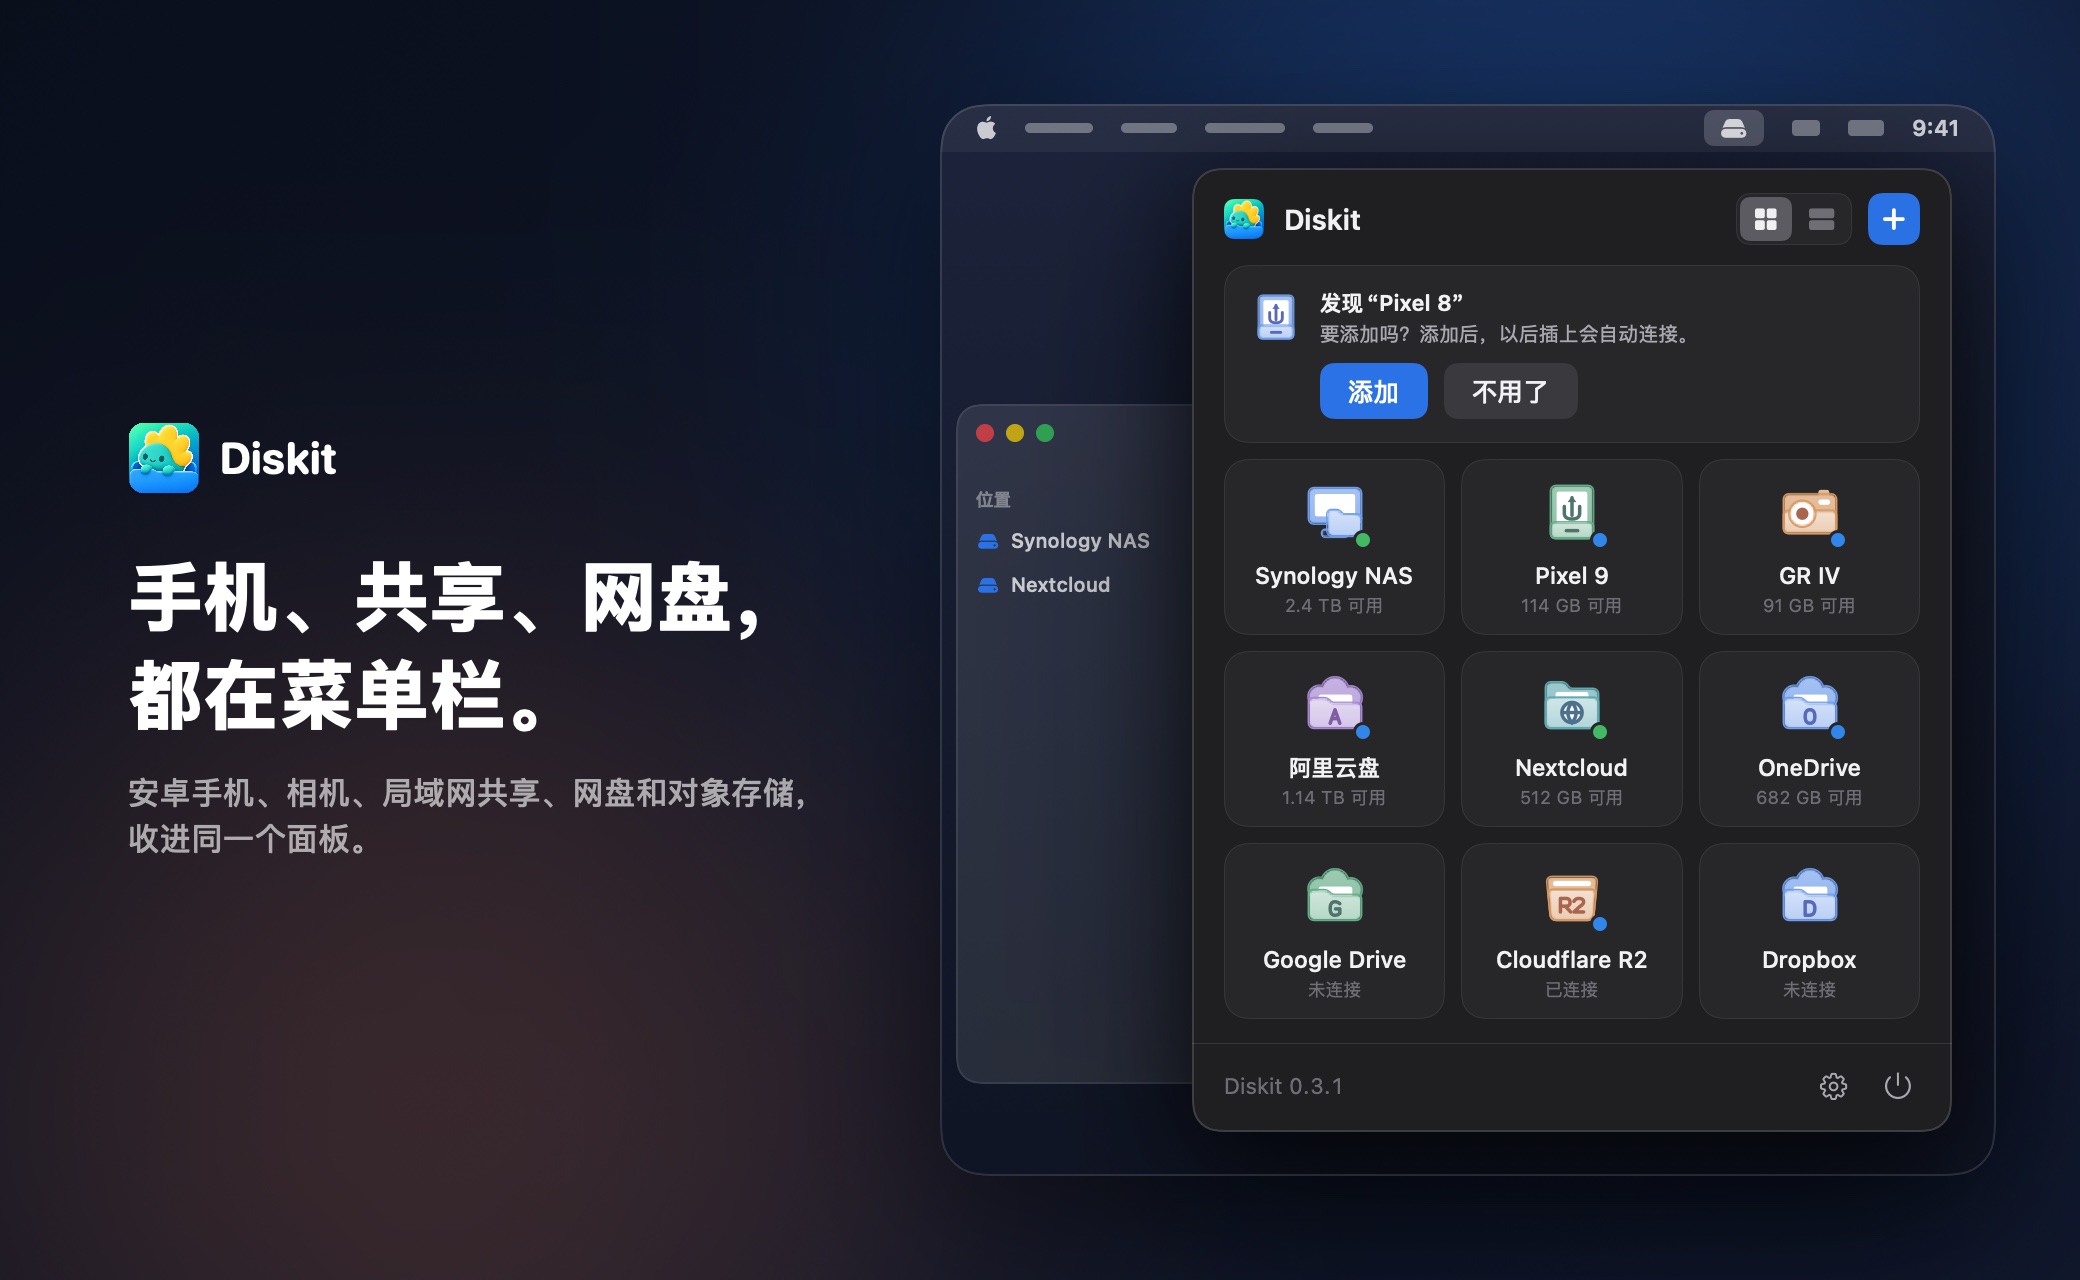 Diskit
手机、共享、网盘，
都在菜单栏。
安卓手机、相机、局域网共享、网盘和对象存储，
收进同一个面板。
9:41
位置
Synology NAS
Nextcloud
Diskit
发现“Pixel 8”
要添加吗？添加后，以后插上会自动连接。
添加
不用了
Synology NAS
2.4 TB 可用
Pixel 9
114 GB 可用
GR IV
91 GB 可用
A
阿里云盘
1.14 TB 可用
Nextcloud
512 GB 可用
O
OneDrive
682 GB 可用
G
Google Drive
未连接
R2
Cloudflare R2
已连接
D
Dropbox
未连接
Diskit 0.3.1